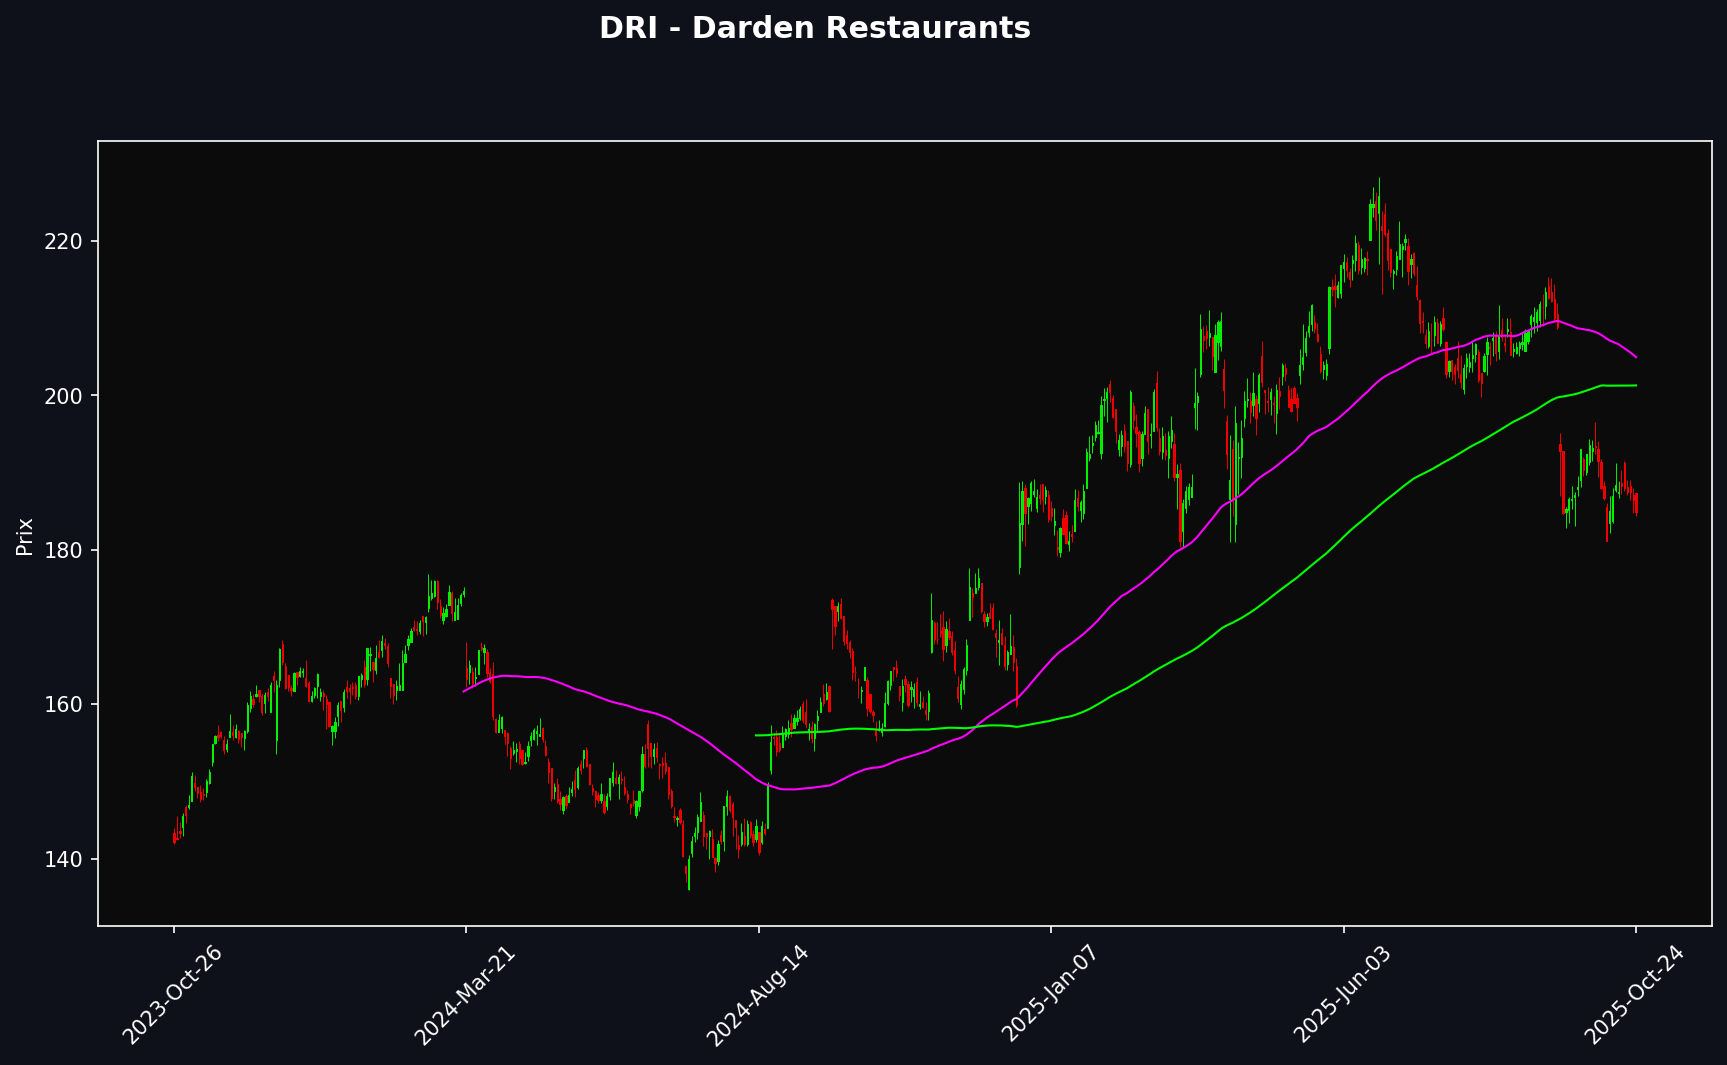 DRI - Darden Restaurants
Prix
220
200
180
160
140
2023-Oct-26
2024-Mar-21
2024-Aug-14
2025-Jan-07
2025-Jun-03
2025-Oct-24